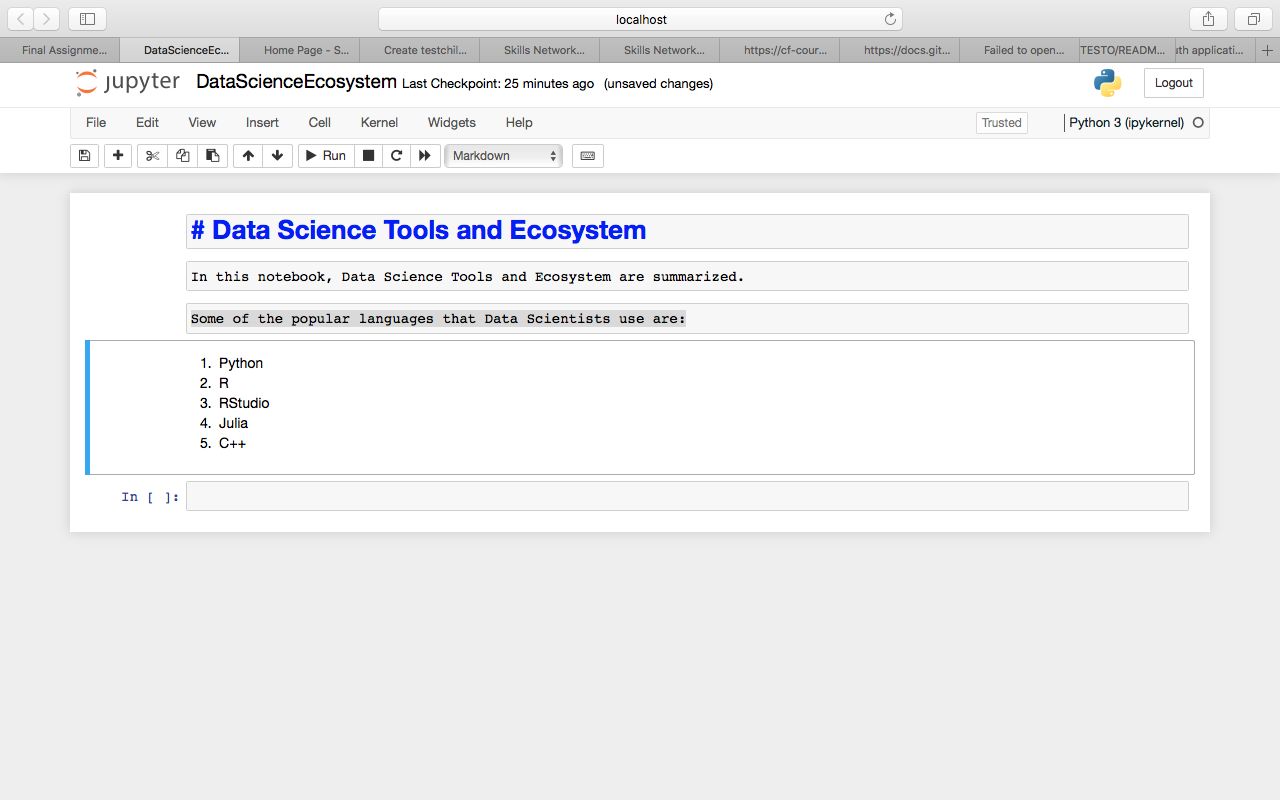 localhost
Final Assignme...
DataScienceEc...
Home Page - S...
Create testchil...
Skills Network...
Skills Network...
https://cf-cour...
https://docs.git...
Failed to open...
TESTO/READM...
uth applicati...
jupyter
DataScienceEcosystem Last Checkpoint: 25 minutes ago (unsaved changes)
Logout
File Edit View Insert Cell Kernel Widgets Help
Trusted
Python 3 (ipykernel)
Run
Markdown
# Data Science Tools and Ecosystem
In this notebook, Data Science Tools and Ecosystem are summarized.
Some of the popular languages that Data Scientists use are:
1. Python
2. R
3. RStudio
4. Julia
5. C++
In [ ]: